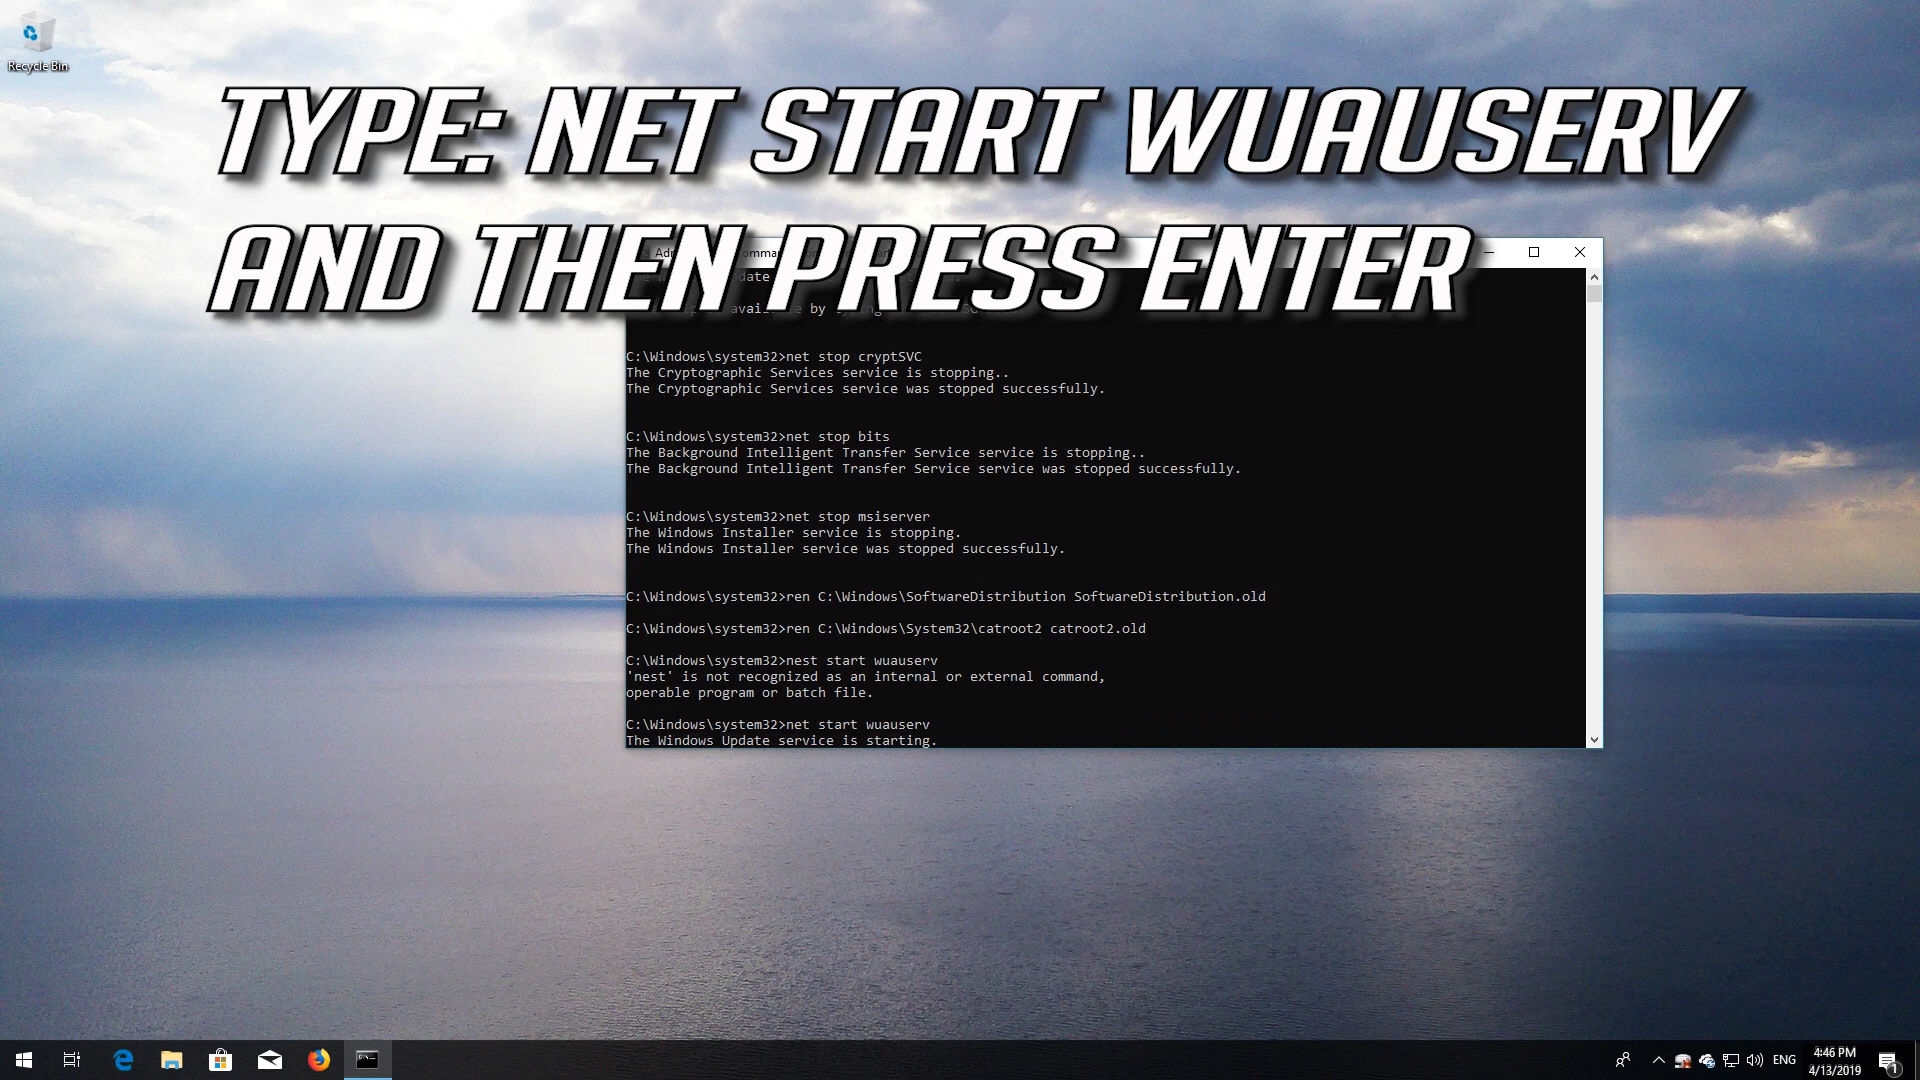 Recycle Bin
TYPE: NET START WUAUSERV
AND THEN PRESS ENTER
C:\Windows\system32>net stop cryptSVC
The Cryptographic Services service is stopping..
The Cryptographic Services service was stopped successfully.
C:\Windows\system32>net stop bits
The Background Intelligent Transfer Service service is stopping..
The Background Intelligent Transfer Service service was stopped successfully.
C:\Windows\system32>net stop msiserver
The Windows Installer service is stopping.
The Windows Installer service was stopped successfully.
C:\Windows\system32>ren C:\Windows\SoftwareDistribution SoftwareDistribution.old
C:\Windows\system32>ren C:\Windows\System32\catroot2 catroot2.old
C:\Windows\system32>nest start wuauserv
'nest' is not recognized as an internal or external command,
operable program or batch file.
C:\Windows\system32>net start wuauserv
The Windows Update service is starting.
ENG
4:46 PM
4/13/2019
1